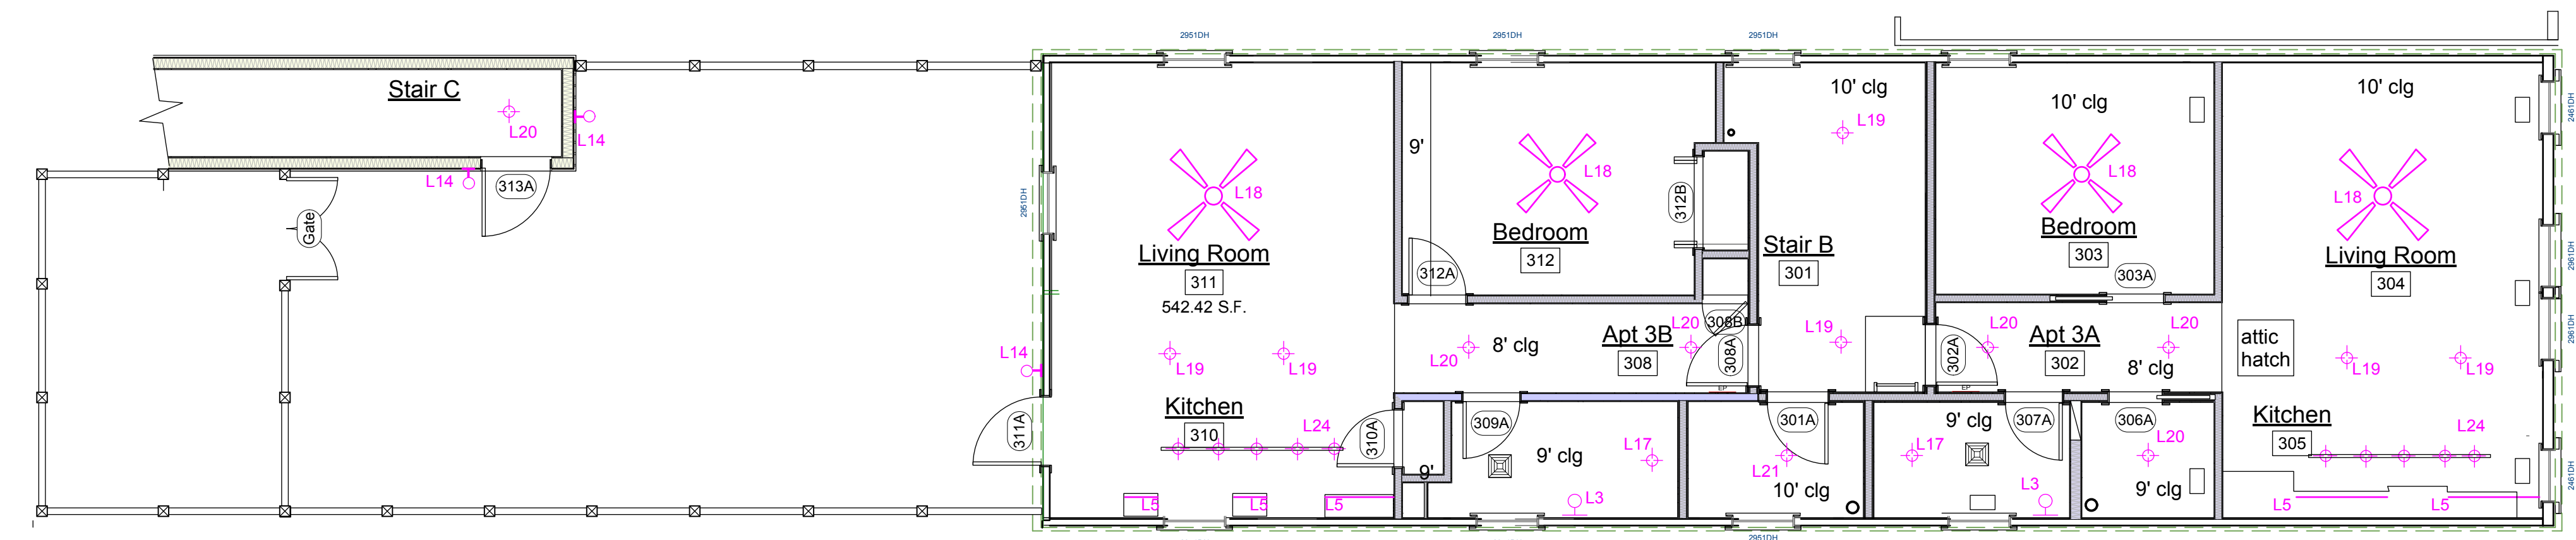 2951DH
2951DH
2951DH
Stair C
L20
L14
L14
313A
Gate
2951DH
L18
Living Room
311
542.42 S.F.
L19
L19
L14
Kitchen
310
L24
311A
310A
L5
L5
L5
9'
L18
Bedroom
312
312A
312B
L20
8' clg
Apt 3B
308
L20
308B
308A
EP
309A
9'
9' clg
L17
L3
10' clg
L19
Stair B
301
L19
301A
L21
10' clg
2951DH
10' clg
L18
Bedroom
303
303A
302A
L20
Apt 3A
302
L20
8' clg
EP
9' clg
307A
L17
L3
306A
L20
9' clg
10' clg
L18
Living Room
304
attic
hatch
L19
L19
Kitchen
305
L24
L5
L5
2461DH
2961DH
2961DH
2461DH